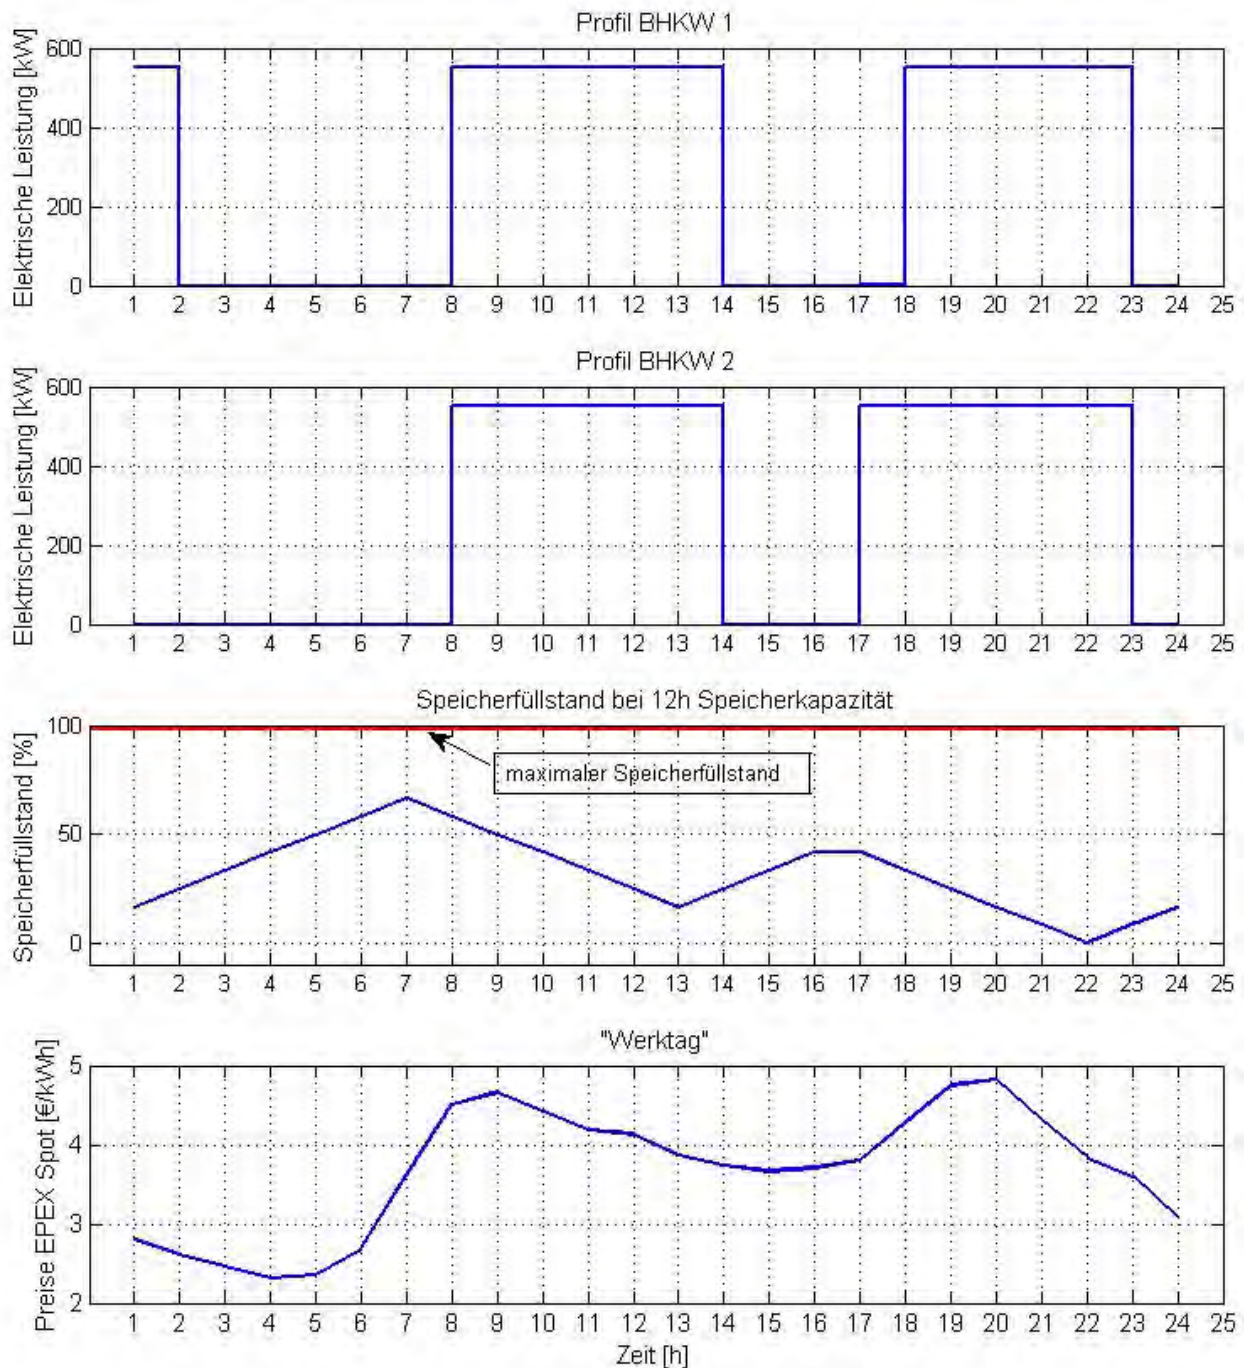 Profil BHKW 1
Elektrische Leistung [kW]
600
400
200
0
1 2 3 4 5 6 7 8 9 10 11 12 13 14 15 16 17 18 19 20 21 22 23 24 25
Profil BHKW 2
Elektrische Leistung [kW]
600
400
200
0
1 2 3 4 5 6 7 8 9 10 11 12 13 14 15 16 17 18 19 20 21 22 23 24 25
Speicherfüllstand bei 12h Speicherkapazität
Speicherfüllstand [%]
100
50
0
maximaler Speicherfüllstand
1 2 3 4 5 6 7 8 9 10 11 12 13 14 15 16 17 18 19 20 21 22 23 24 25
"Werktag"
Preise EPEX Spot [€/kWh]
5
4
3
2
1 2 3 4 5 6 7 8 9 10 11 12 13 14 15 16 17 18 19 20 21 22 23 24 25
Zeit [h]